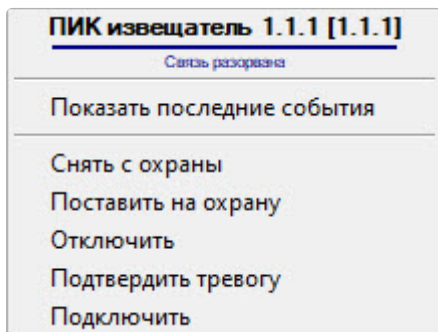 ПИК извещатель 1.1.1 [1.1.1]
Связь разорвана
Показать последние события
Снять с охраны
Поставить на охрану
Отключить
Подтвердить тревогу
Подключить